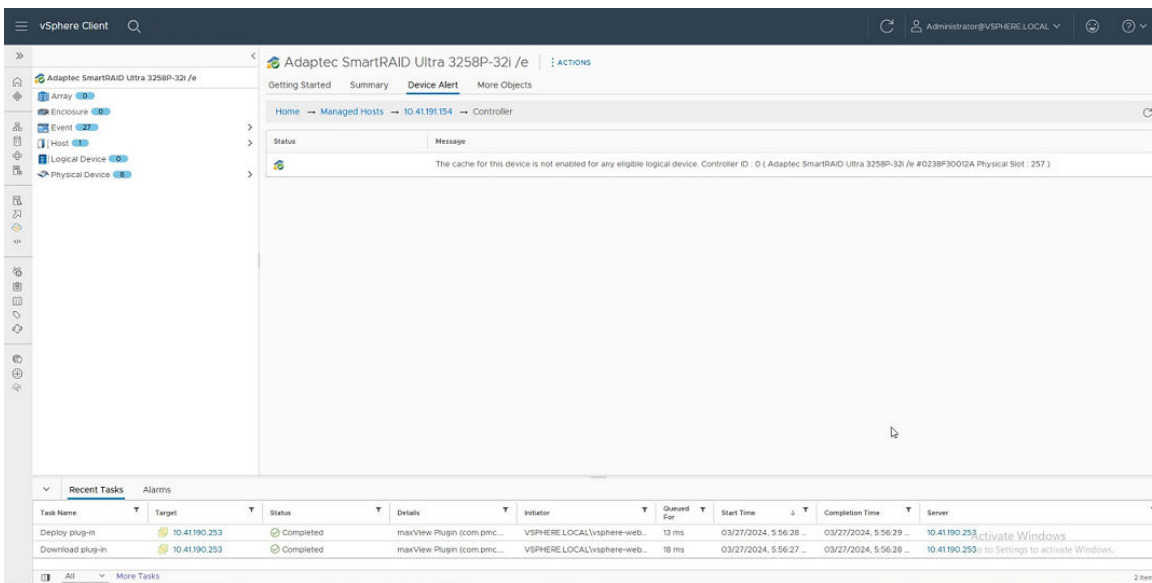 vSphere Client
Administrator@VSPHERE.LOCAL
Adaptec SmartRAID Ultra 3258P-32i /e
Array 0
Enclosure 0
Event 27
Host 1
Logical Device 0
Physical Device 8
Adaptec SmartRAID Ultra 3258P-32i /e
ACTIONS
Getting Started Summary Device Alert More Objects
Home → Managed Hosts → 10.41.191.154 → Controller
Status Message
The cache for this device is not enabled for any eligible logical device. Controller ID : 0 ( Adaptec SmartRAID Ultra 3258P-32i /e #0238F30012A Physical Slot : 257 )
Recent Tasks Alarms
Task Name Target Status Details Initiator Queued For Start Time ↓ Completion Time Server
Deploy plug-in 10.41.190.253 Completed maxView Plugin (com.pmc... VSPHERE.LOCAL\vsphere-web... 13 ms 03/27/2024, 5:56:28 ... 03/27/2024, 5:56:29 ... 10.41.190.253
Download plug-in 10.41.190.253 Completed maxView Plugin (com.pmc... VSPHERE.LOCAL\vsphere-web... 18 ms 03/27/2024, 5:56:27 ... 03/27/2024, 5:56:28 ... 10.41.190.253
Activate Windows
to Settings to activate Windows.
All More Tasks
2 item